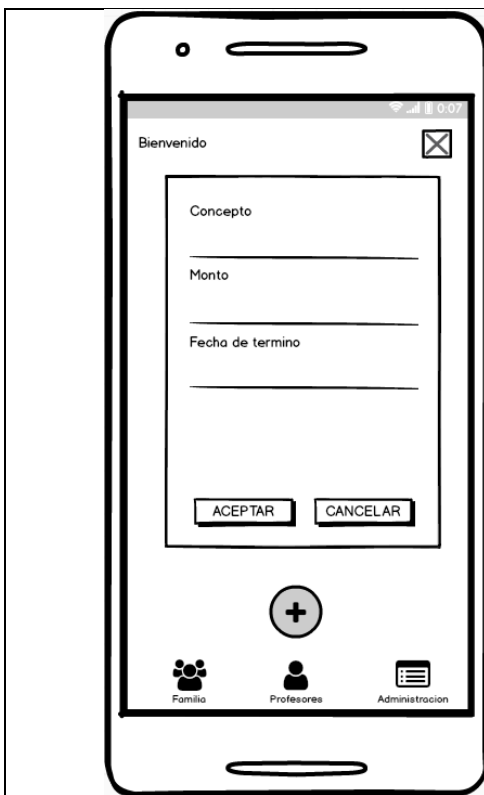 0:07
Bienvenido
Concepto
Monto
Fecha de termino
ACEPTAR CANCELAR
Familia Profesores Administracion